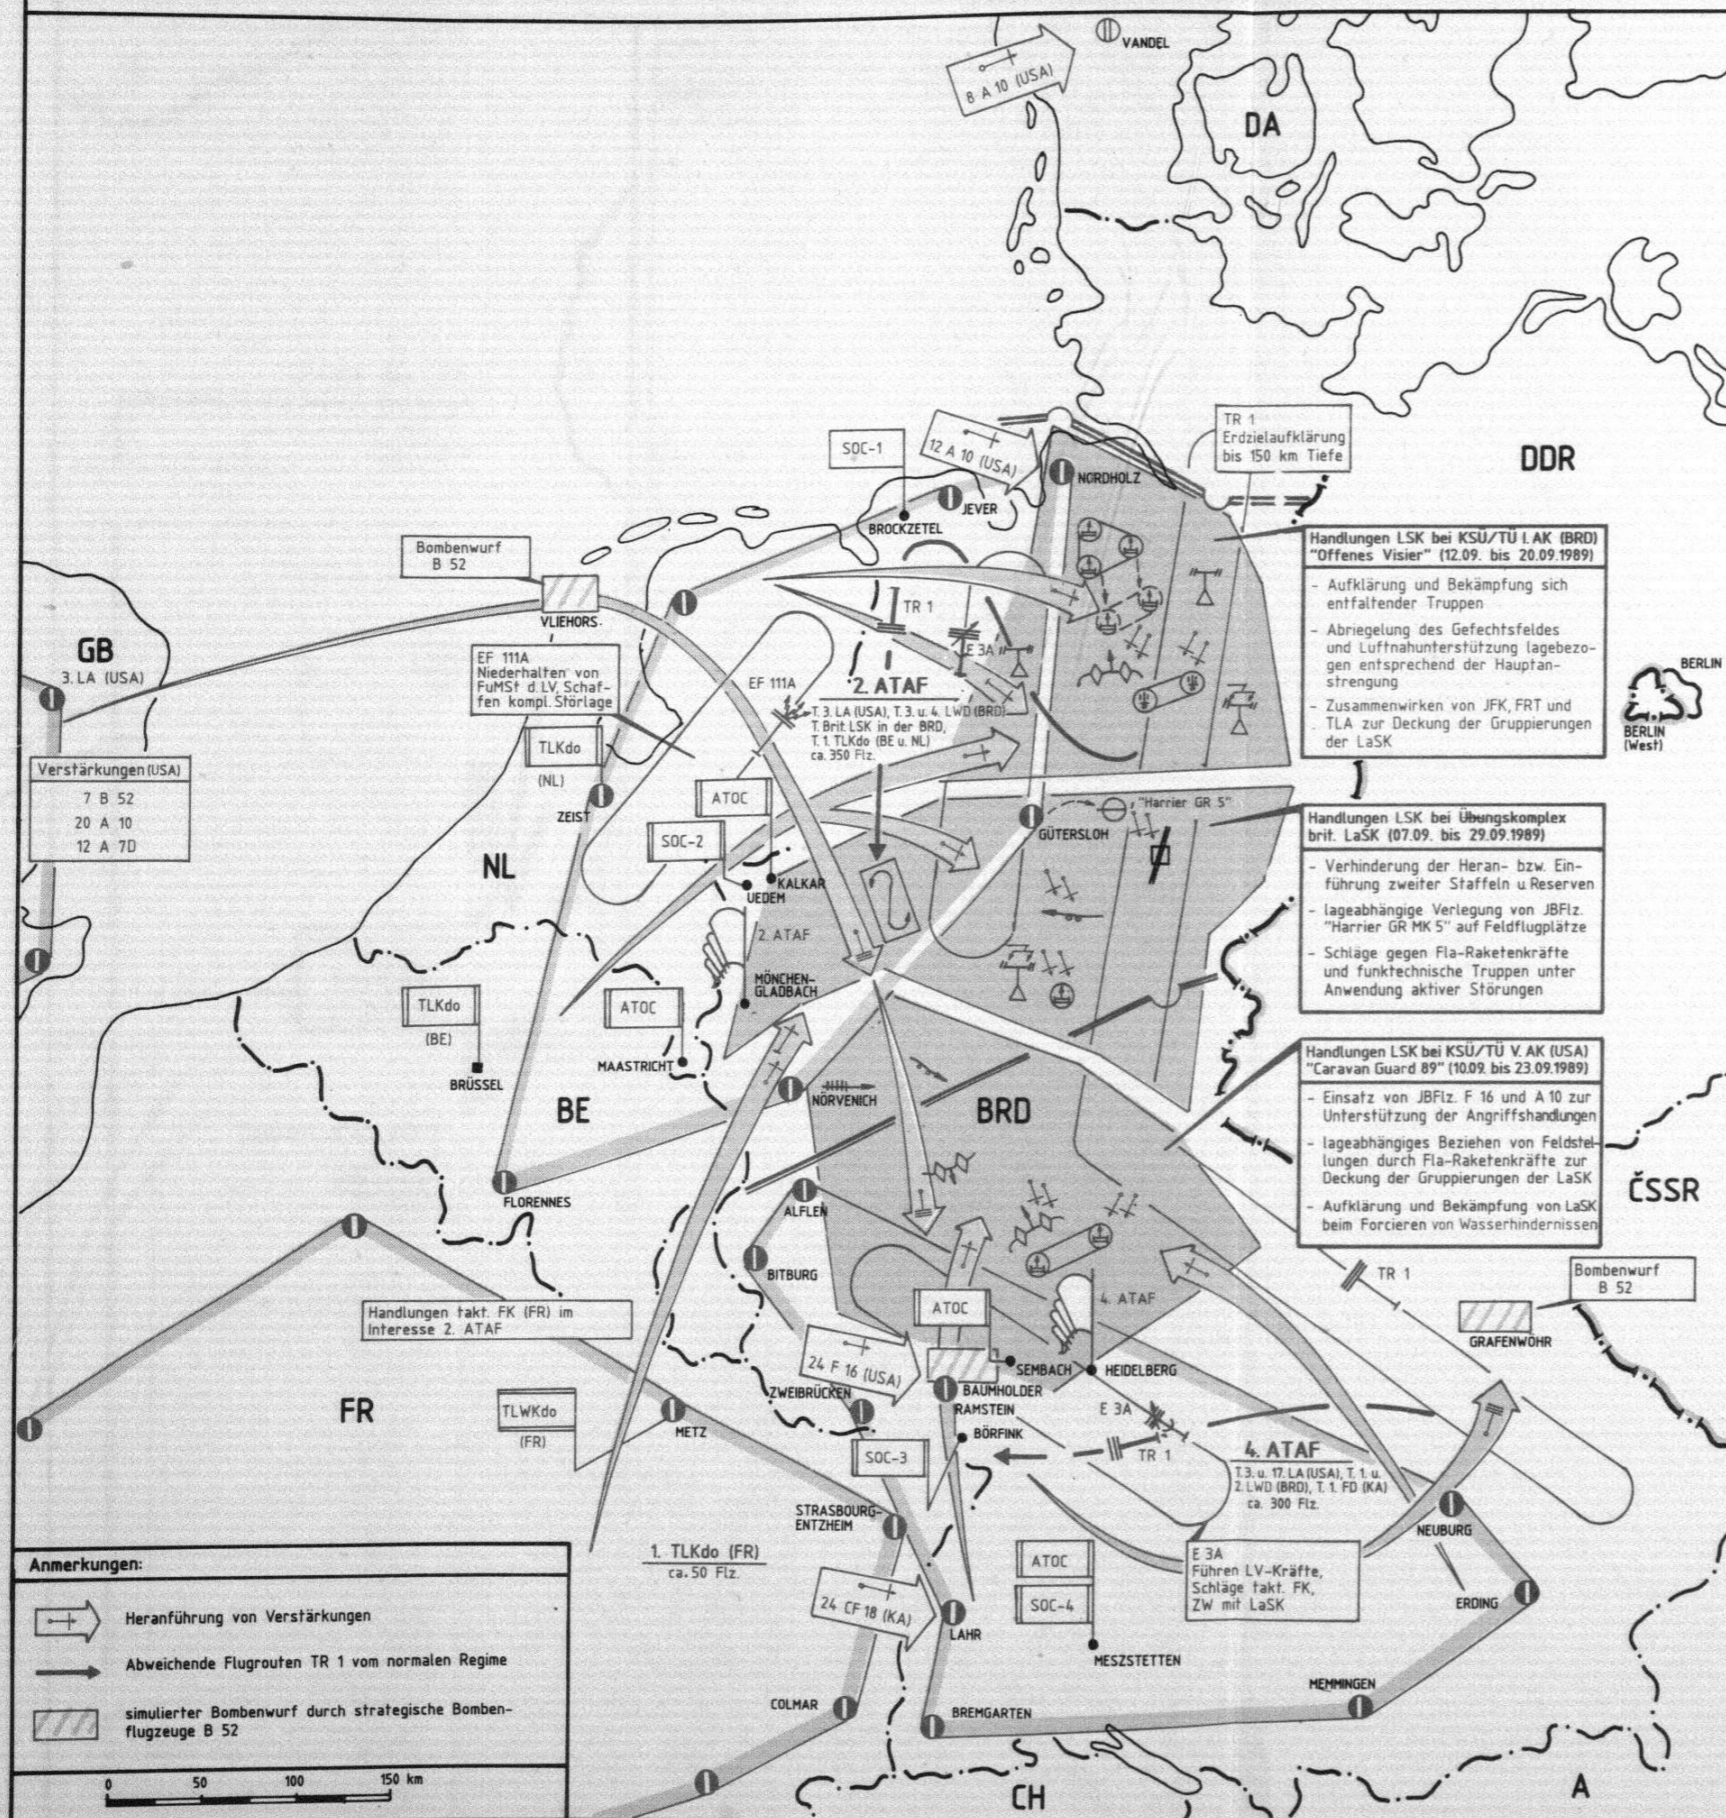 VANDEL
8 A 10 (USA)
DA
SOC-1
12 A 10 (USA)
NORDHOLZ
JEVER
BROCKZETEL
TR 1
Erdzielaufklärung
bis 150 km Tiefe
DDR
Bombenwurf
B 52
VLIEHORS
GB
3. LA (USA)
EF 111A
Niederhalten von
FuMSt d. LV, Schaf-
fen kompl. Störlage
EF 111A
TR 1
E 3A
2. ATAF
T. 3. LA (USA), T. 3. u. 4. LWD (BRD)
T. Brit. LSK in der BRD,
T. 1. TLKdo (BE u. NL)
ca. 350 Flz.
Handlungen LSK bei KSÜ/TÜ I. AK (BRD)
"Offenes Visier" (12.09. bis 20.09.1989)
- Aufklärung und Bekämpfung sich
entfaltender Truppen
- Abriegelung des Gefechtsfeldes
und Luftnahunterstützung lagebezo-
gen entsprechend der Hauptan-
strengung
- Zusammenwirken von JFK, FRT und
TLA zur Deckung der Gruppierungen
der LaSK
BERLIN
BERLIN
(West)
Verstärkungen (USA)
7 B 52
20 A 10
12 A 7D
TLKdo
(NL)
ZEIST
NL
ATOC
SOC-2
KALKAR
UEDEM
GÜTERSLOH
"Harrier GR 5"
Handlungen LSK bei Übungskomplex
brit. LaSK (07.09. bis 29.09.1989)
- Verhinderung der Heran- bzw. Ein-
führung zweiter Staffeln u. Reserven
- lageabhängige Verlegung von JBFlz.
"Harrier GR MK 5" auf Feldflugplätze
- Schläge gegen Fla-Raketenkräfte
und funktechnische Truppen unter
Anwendung aktiver Störungen
2. ATAF
MÖNCHEN-
GLADBACH
TLKdo
(BE)
BRÜSSEL
ATOC
MAASTRICHT
BE
NÖRVENICH
BRD
FLORENNES
ALFLEN
BITBURG
Handlungen LSK bei KSÜ/TÜ V. AK (USA)
"Caravan Guard 89" (10.09. bis 23.09.1989)
- Einsatz von JBFlz. F 16 und A 10 zur
Unterstützung der Angriffshandlungen
- lageabhängiges Beziehen von Feldstel-
lungen durch Fla-Raketenkräfte zur
Deckung der Gruppierungen der LaSK
- Aufklärung und Bekämpfung von LaSK
beim Forcieren von Wasserhindernissen
ČSSR
TR 1
Bombenwurf
B 52
GRAFENWÖHR
Handlungen takt. FK (FR) im
Interesse 2. ATAF
ATOC
4. ATAF
24 F 16 (USA)
SEMBACH
HEIDELBERG
ZWEIBRÜCKEN
BAUMHOLDER
RAMSTEIN
BÖRFINK
FR
TLWKdo
(FR)
METZ
SOC-3
E 3A
TR 1
4. ATAF
T. 3. u. 17. LA (USA), T. 1. u.
2. LWD (BRD), T. 1. FD (KA)
ca. 300 Flz.
STRASBOURG-
ENTZHEIM
NEUBURG
1. TLKdo (FR)
ca. 50 Flz.
24 CF 18 (KA)
LAHR
ATOC
SOC-4
MESZSTETTEN
E 3A
Führen LV-Kräfte,
Schläge takt. FK,
ZW mit LaSK
ERDING
MEMMINGEN
COLMAR
BREMGARTEN
CH
A
Anmerkungen:
Heranführung von Verstärkungen
Abweichende Flugrouten TR 1 vom normalen Regime
simulierter Bombenwurf durch strategische Bomben-
flugzeuge B 52
0 50 100 150 km